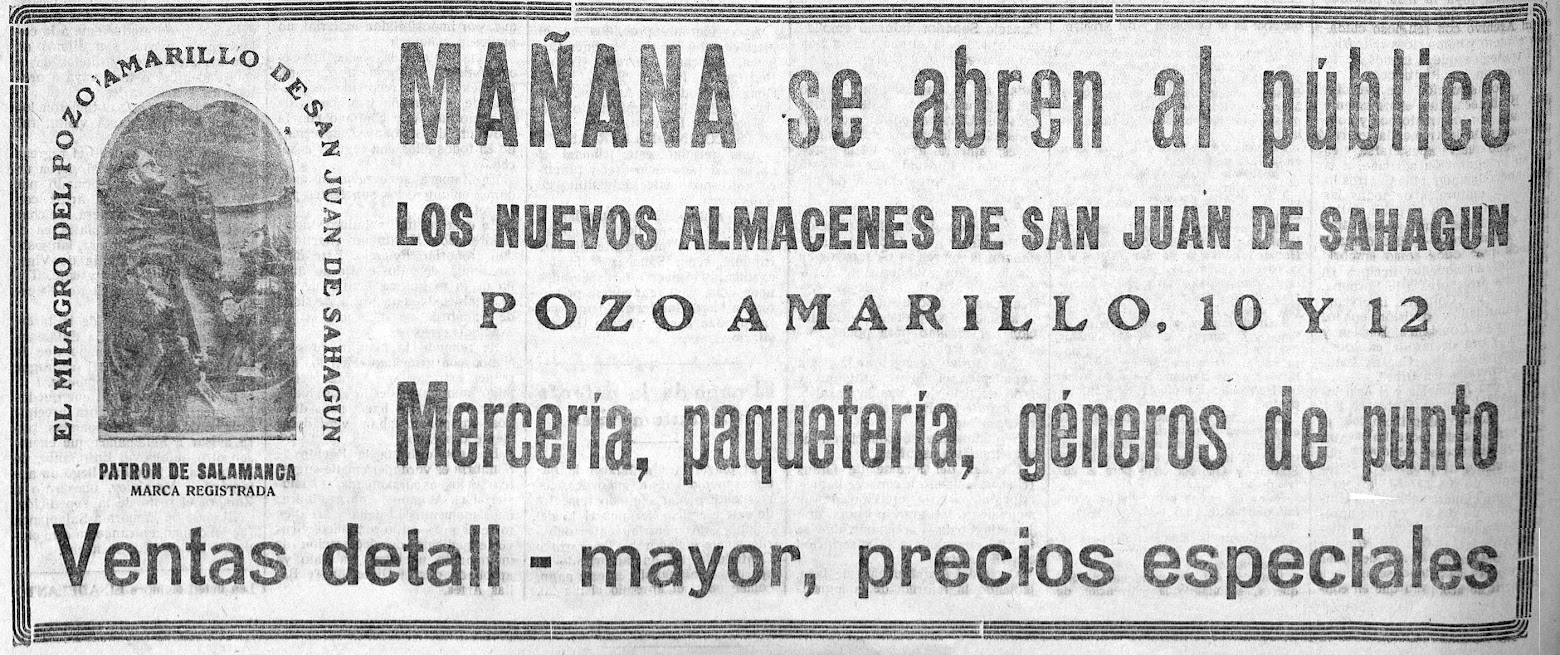 EL MILAGRO DEL POZO AMARILLO DE SAN JUAN DE SAHAGUN
PATRON DE SALAMANCA
MARCA REGISTRADA
MAÑANA se abren al público
LOS NUEVOS ALMACENES DE SAN JUAN DE SAHAGUN
POZO AMARILLO, 10 Y 12
Mercería, paquetería, géneros de punto
Ventas detall - mayor, precios especiales